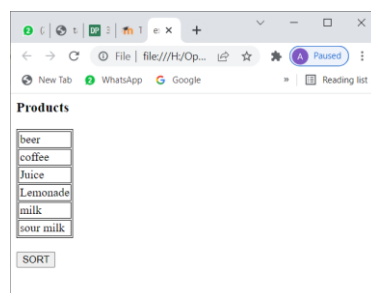 Paused
File | file:///H:/Op...
New Tab WhatsApp Google » Reading list
Products
beer
coffee
Juice
Lemonade
milk
sour milk
SORT